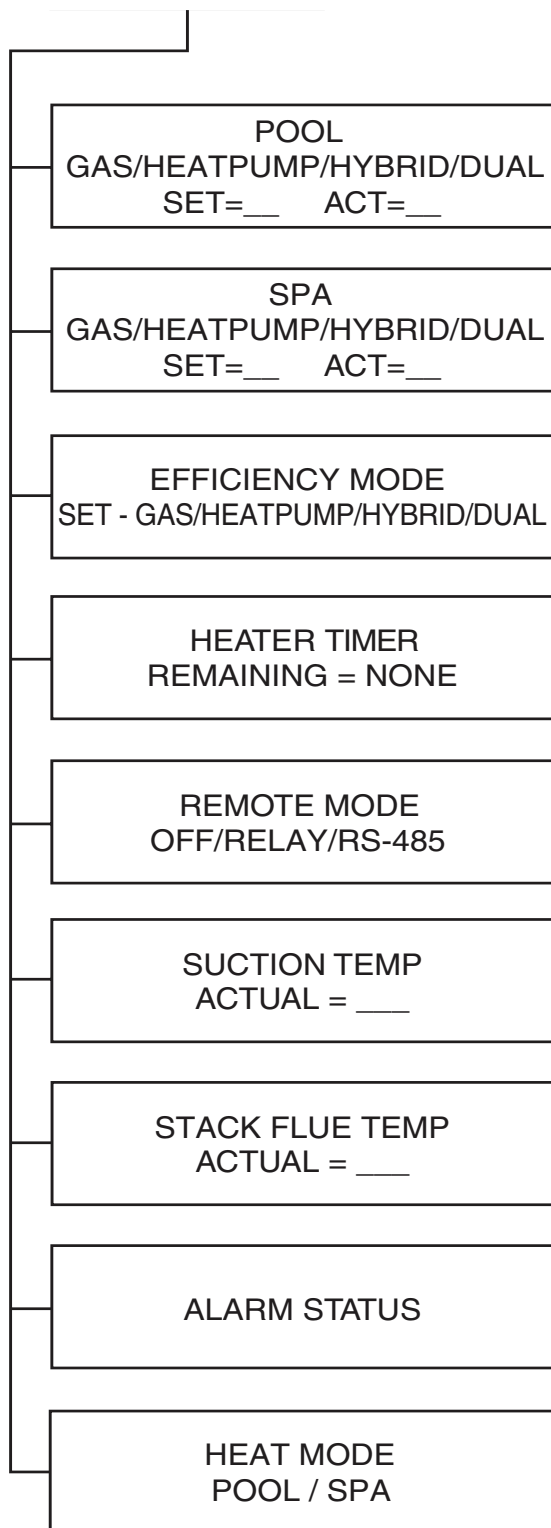 POOL
GAS/HEATPUMP/HYBRID/DUAL
SET=__ ACT=__
SPA
GAS/HEATPUMP/HYBRID/DUAL
SET=__ ACT=__
EFFICIENCY MODE
SET - GAS/HEATPUMP/HYBRID/DUAL
HEATER TIMER
REMAINING = NONE
REMOTE MODE
OFF/RELAY/RS-485
SUCTION TEMP
ACTUAL = ___
STACK FLUE TEMP
ACTUAL = ___
ALARM STATUS
HEAT MODE
POOL / SPA